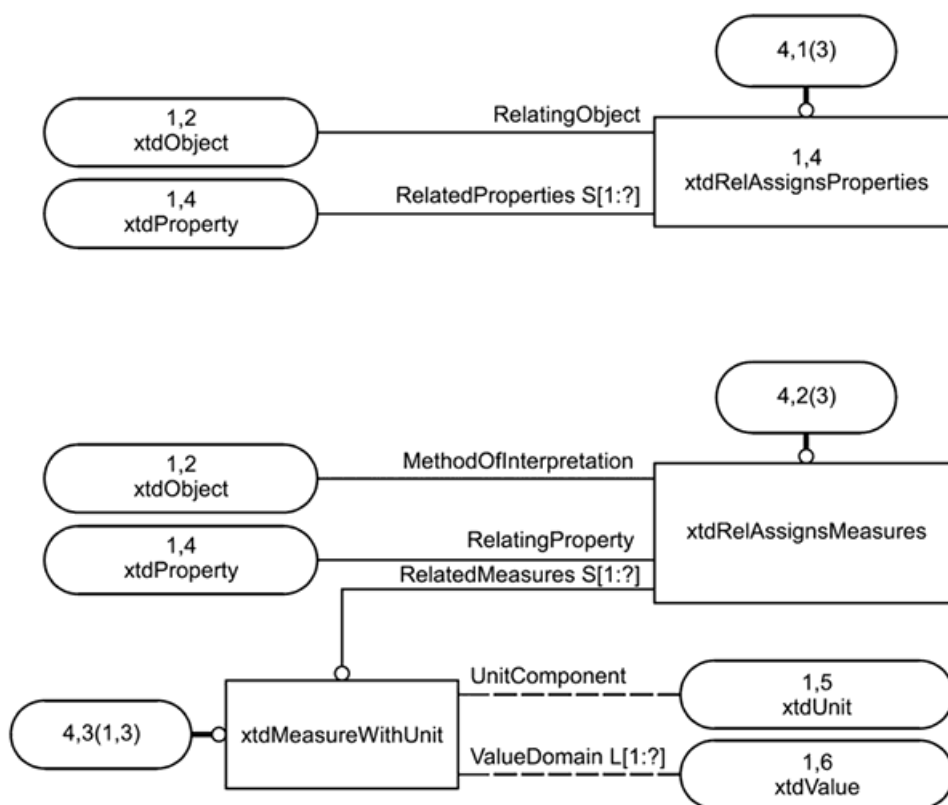 4,1(3)
1,2
xtdObject
RelatingObject
1,4
xtdProperty
RelatedProperties S[1:?]
1,4
xtdRelAssignsProperties
4,2(3)
1,2
xtdObject
MethodOfInterpretation
1,4
xtdProperty
RelatingProperty
RelatedMeasures S[1:?]
xtdRelAssignsMeasures
4,3(1,3)
xtdMeasureWithUnit
UnitComponent
1,5
xtdUnit
ValueDomain L[1:?]
1,6
xtdValue